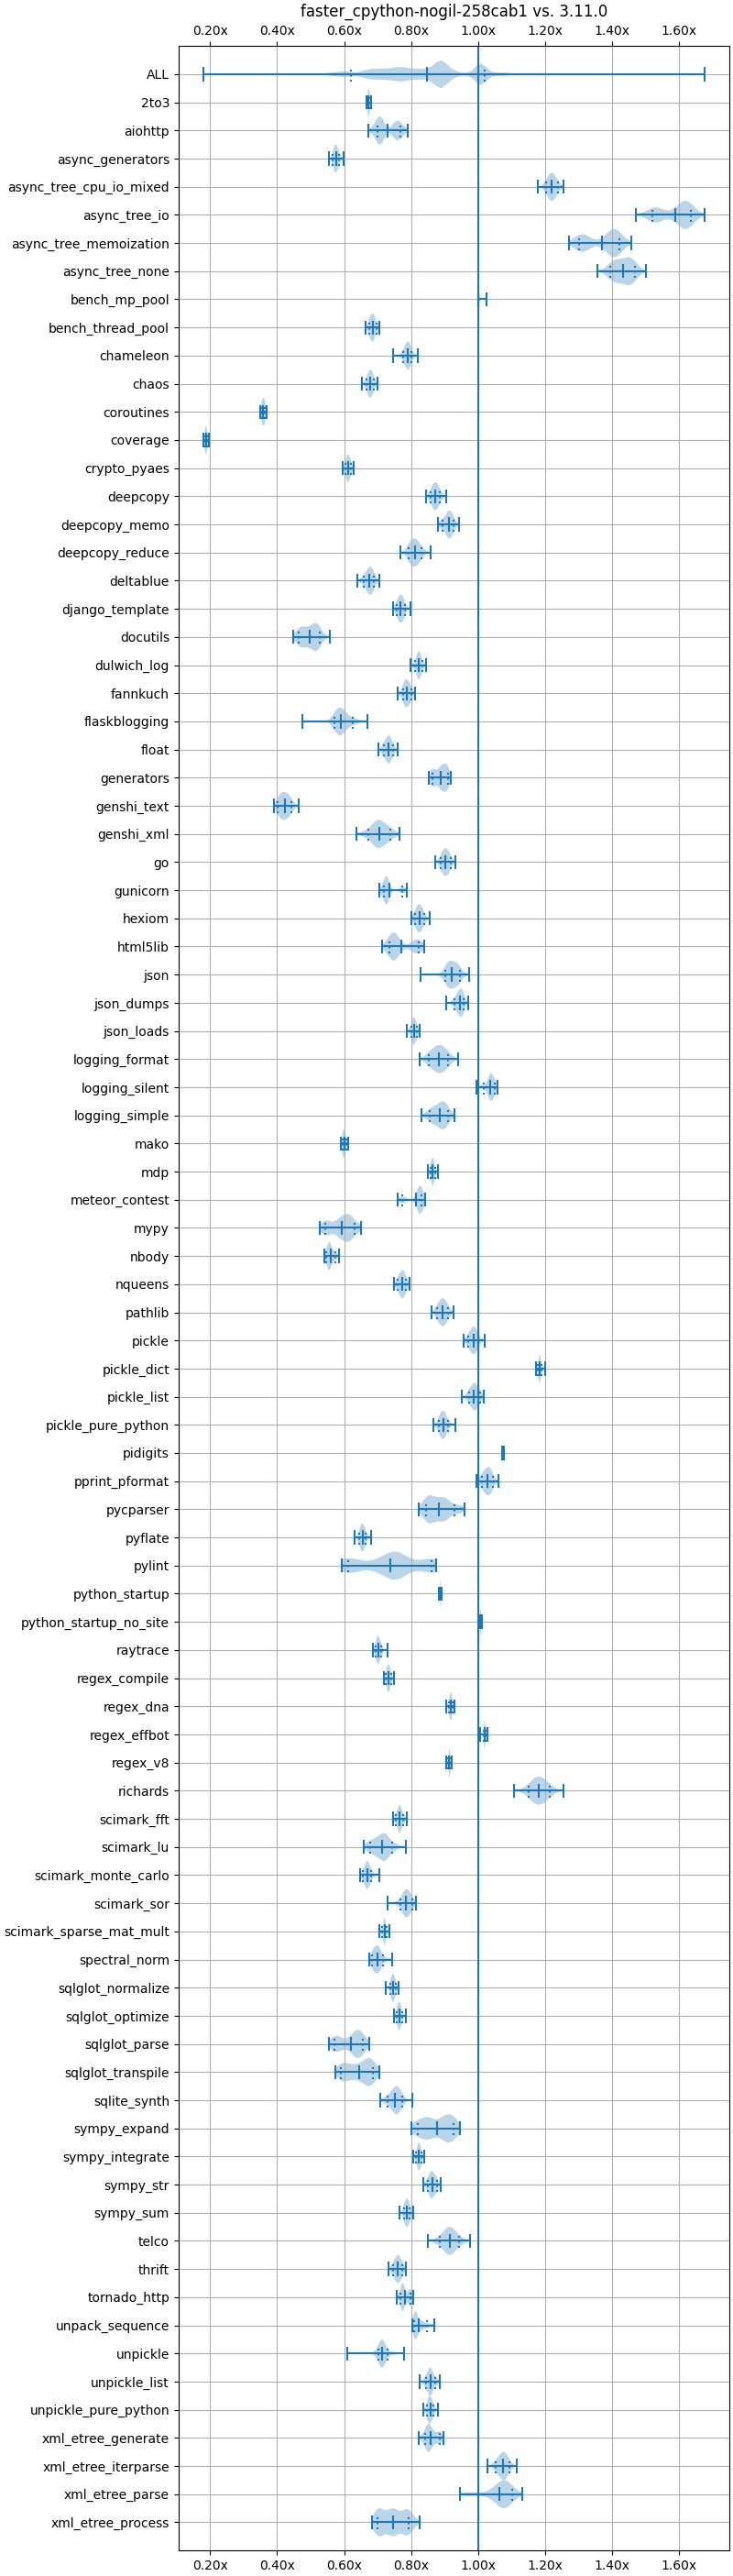 faster_cpython-nogil-258cab1 vs. 3.11.0
0.20x 0.40x 0.60x 0.80x 1.00x 1.20x 1.40x 1.60x
ALL
2to3
aiohttp
async_generators
async_tree_cpu_io_mixed
async_tree_io
async_tree_memoization
async_tree_none
bench_mp_pool
bench_thread_pool
chameleon
chaos
coroutines
coverage
crypto_pyaes
deepcopy
deepcopy_memo
deepcopy_reduce
deltablue
django_template
docutils
dulwich_log
fannkuch
flaskblogging
float
generators
genshi_text
genshi_xml
go
gunicorn
hexiom
html5lib
json
json_dumps
json_loads
logging_format
logging_silent
logging_simple
mako
mdp
meteor_contest
mypy
nbody
nqueens
pathlib
pickle
pickle_dict
pickle_list
pickle_pure_python
pidigits
pprint_pformat
pycparser
pyflate
pylint
python_startup
python_startup_no_site
raytrace
regex_compile
regex_dna
regex_effbot
regex_v8
richards
scimark_fft
scimark_lu
scimark_monte_carlo
scimark_sor
scimark_sparse_mat_mult
spectral_norm
sqlglot_normalize
sqlglot_optimize
sqlglot_parse
sqlglot_transpile
sqlite_synth
sympy_expand
sympy_integrate
sympy_str
sympy_sum
telco
thrift
tornado_http
unpack_sequence
unpickle
unpickle_list
unpickle_pure_python
xml_etree_generate
xml_etree_iterparse
xml_etree_parse
xml_etree_process
0.20x 0.40x 0.60x 0.80x 1.00x 1.20x 1.40x 1.60x